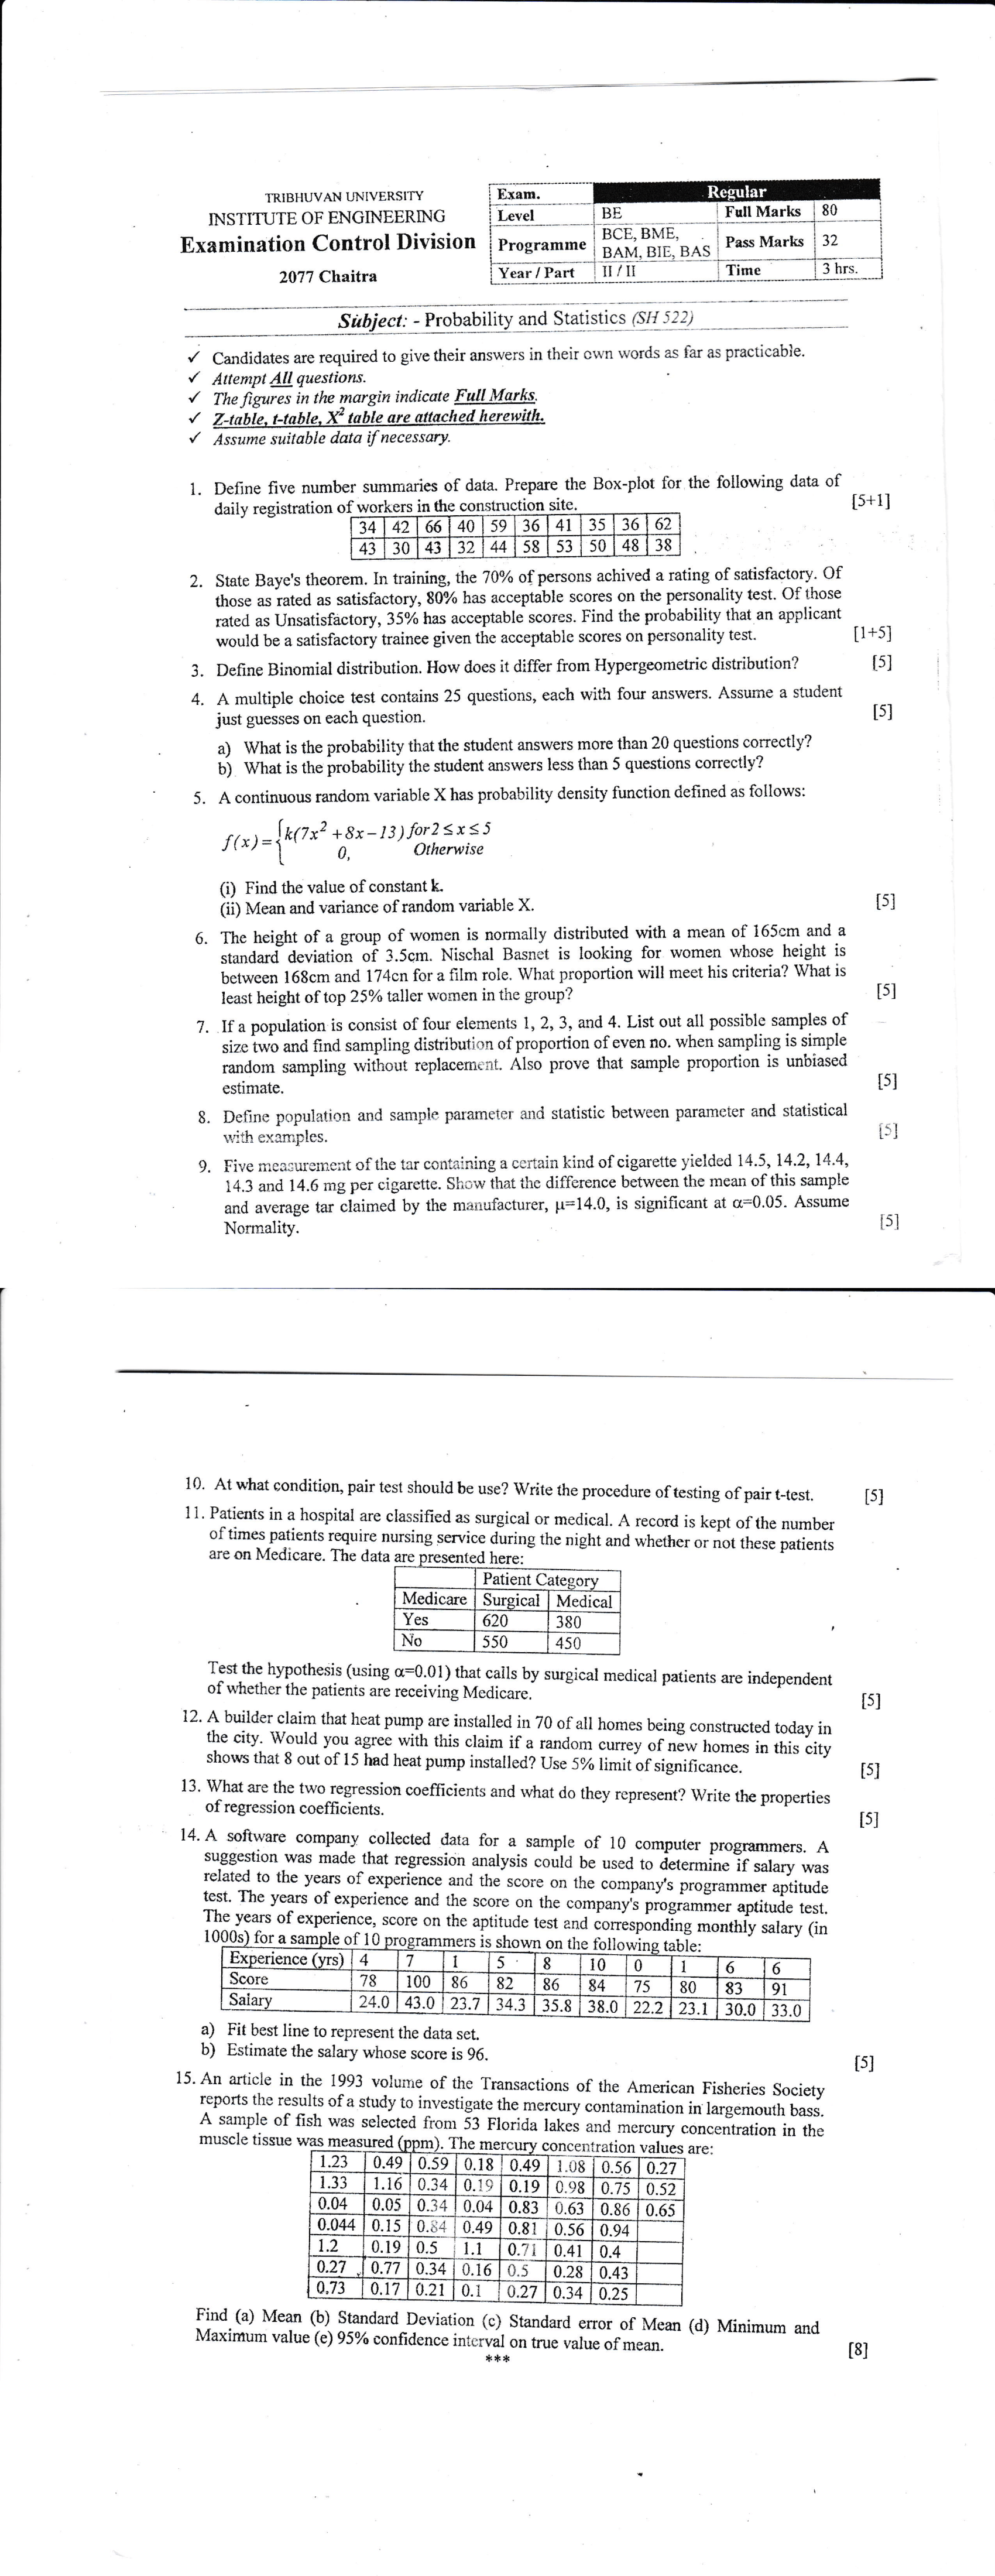 TRIBHUVAN UNIVERSITY
INSTITUTE OF ENGINEERING
Examination Control Division
2077 Chaitra
Exam. Regular
Level BE Full Marks 80
Programme BCE, BME, BAM, BIE, BAS Pass Marks 32
Year / Part II / II Time 3 hrs.
Subject: - Probability and Statistics (SH 522)
✓ Candidates are required to give their answers in their own words as far as practicable.
✓ Attempt All questions.
✓ The figures in the margin indicate Full Marks.
✓ Z-table, t-table, X² table are attached herewith.
✓ Assume suitable data if necessary.
1. Define five number summaries of data. Prepare the Box-plot for the following data of
daily registration of workers in the construction site. [5+1]
34 42 66 40 59 36 41 35 36 62
43 30 43 32 44 58 53 50 48 38
2. State Baye's theorem. In training, the 70% of persons achived a rating of satisfactory. Of
those as rated as satisfactory, 80% has acceptable scores on the personality test. Of those
rated as Unsatisfactory, 35% has acceptable scores. Find the probability that an applicant
would be a satisfactory trainee given the acceptable scores on personality test. [1+5]
3. Define Binomial distribution. How does it differ from Hypergeometric distribution? [5]
4. A multiple choice test contains 25 questions, each with four answers. Assume a student
just guesses on each question. [5]
a) What is the probability that the student answers more than 20 questions correctly?
b) What is the probability the student answers less than 5 questions correctly?
5. A continuous random variable X has probability density function defined as follows:
f(x) = { k(7x² + 8x – 13) for 2 ≤ x ≤ 5
0, Otherwise
(i) Find the value of constant k.
(ii) Mean and variance of random variable X. [5]
6. The height of a group of women is normally distributed with a mean of 165cm and a
standard deviation of 3.5cm. Nischal Basnet is looking for women whose height is
between 168cm and 174cn for a film role. What proportion will meet his criteria? What is
least height of top 25% taller women in the group? [5]
7. If a population is consist of four elements 1, 2, 3, and 4. List out all possible samples of
size two and find sampling distribution of proportion of even no. when sampling is simple
random sampling without replacement. Also prove that sample proportion is unbiased
estimate. [5]
8. Define population and sample parameter and statistic between parameter and statistical
with examples. [5]
9. Five measurement of the tar containing a certain kind of cigarette yielded 14.5, 14.2, 14.4,
14.3 and 14.6 mg per cigarette. Show that the difference between the mean of this sample
and average tar claimed by the manufacturer, μ=14.0, is significant at α=0.05. Assume
Normality. [5]
10. At what condition, pair test should be use? Write the procedure of testing of pair t-test. [5]
11. Patients in a hospital are classified as surgical or medical. A record is kept of the number
of times patients require nursing service during the night and whether or not these patients
are on Medicare. The data are presented here:
Patient Category
Medicare Surgical Medical
Yes 620 380
No 550 450
Test the hypothesis (using α=0.01) that calls by surgical medical patients are independent
of whether the patients are receiving Medicare. [5]
12. A builder claim that heat pump are installed in 70 of all homes being constructed today in
the city. Would you agree with this claim if a random currey of new homes in this city
shows that 8 out of 15 had heat pump installed? Use 5% limit of significance. [5]
13. What are the two regression coefficients and what do they represent? Write the properties
of regression coefficients. [5]
14. A software company collected data for a sample of 10 computer programmers. A
suggestion was made that regression analysis could be used to determine if salary was
related to the years of experience and the score on the company's programmer aptitude
test. The years of experience and the score on the company's programmer aptitude test.
The years of experience, score on the aptitude test and corresponding monthly salary (in
1000s) for a sample of 10 programmers is shown on the following table:
Experience (yrs) 4 7 1 5 8 10 0 1 6 6
Score 78 100 86 82 86 84 75 80 83 91
Salary 24.0 43.0 23.7 34.3 35.8 38.0 22.2 23.1 30.0 33.0
a) Fit best line to represent the data set.
b) Estimate the salary whose score is 96. [5]
15. An article in the 1993 volume of the Transactions of the American Fisheries Society
reports the results of a study to investigate the mercury contamination in largemouth bass.
A sample of fish was selected from 53 Florida lakes and mercury concentration in the
muscle tissue was measured (ppm). The mercury concentration values are:
1.23 0.49 0.59 0.18 0.49 1.08 0.56 0.27
1.33 1.16 0.34 0.19 0.19 0.98 0.75 0.52
0.04 0.05 0.34 0.04 0.83 0.63 0.86 0.65
0.044 0.15 0.84 0.49 0.81 0.56 0.94
1.2 0.19 0.5 1.1 0.71 0.41 0.4
0.27 0.77 0.34 0.16 0.5 0.28 0.43
0.73 0.17 0.21 0.1 0.27 0.34 0.25
Find (a) Mean (b) Standard Deviation (c) Standard error of Mean (d) Minimum and
Maximum value (e) 95% confidence interval on true value of mean. [8]
***